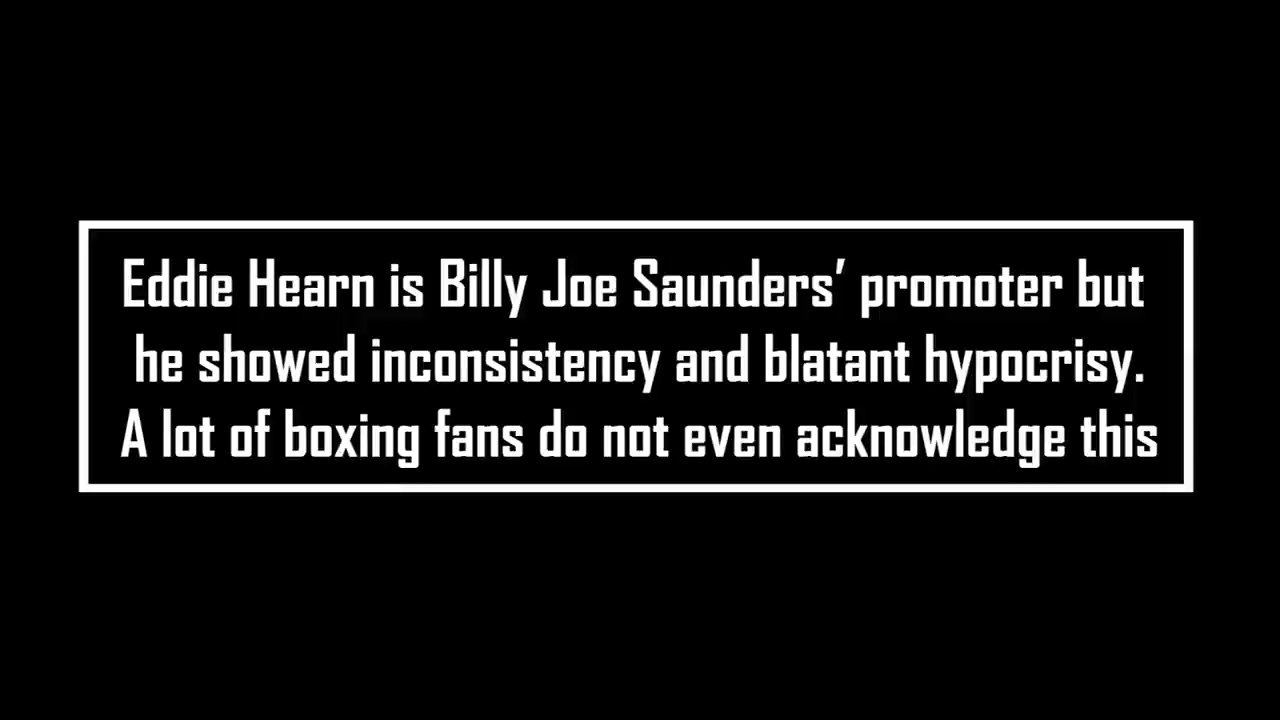 Eddie Hearn is Billy Joe Saunders’ promoter but
he showed inconsistency and blatant hypocrisy.
A lot of boxing fans do not even acknowledge this